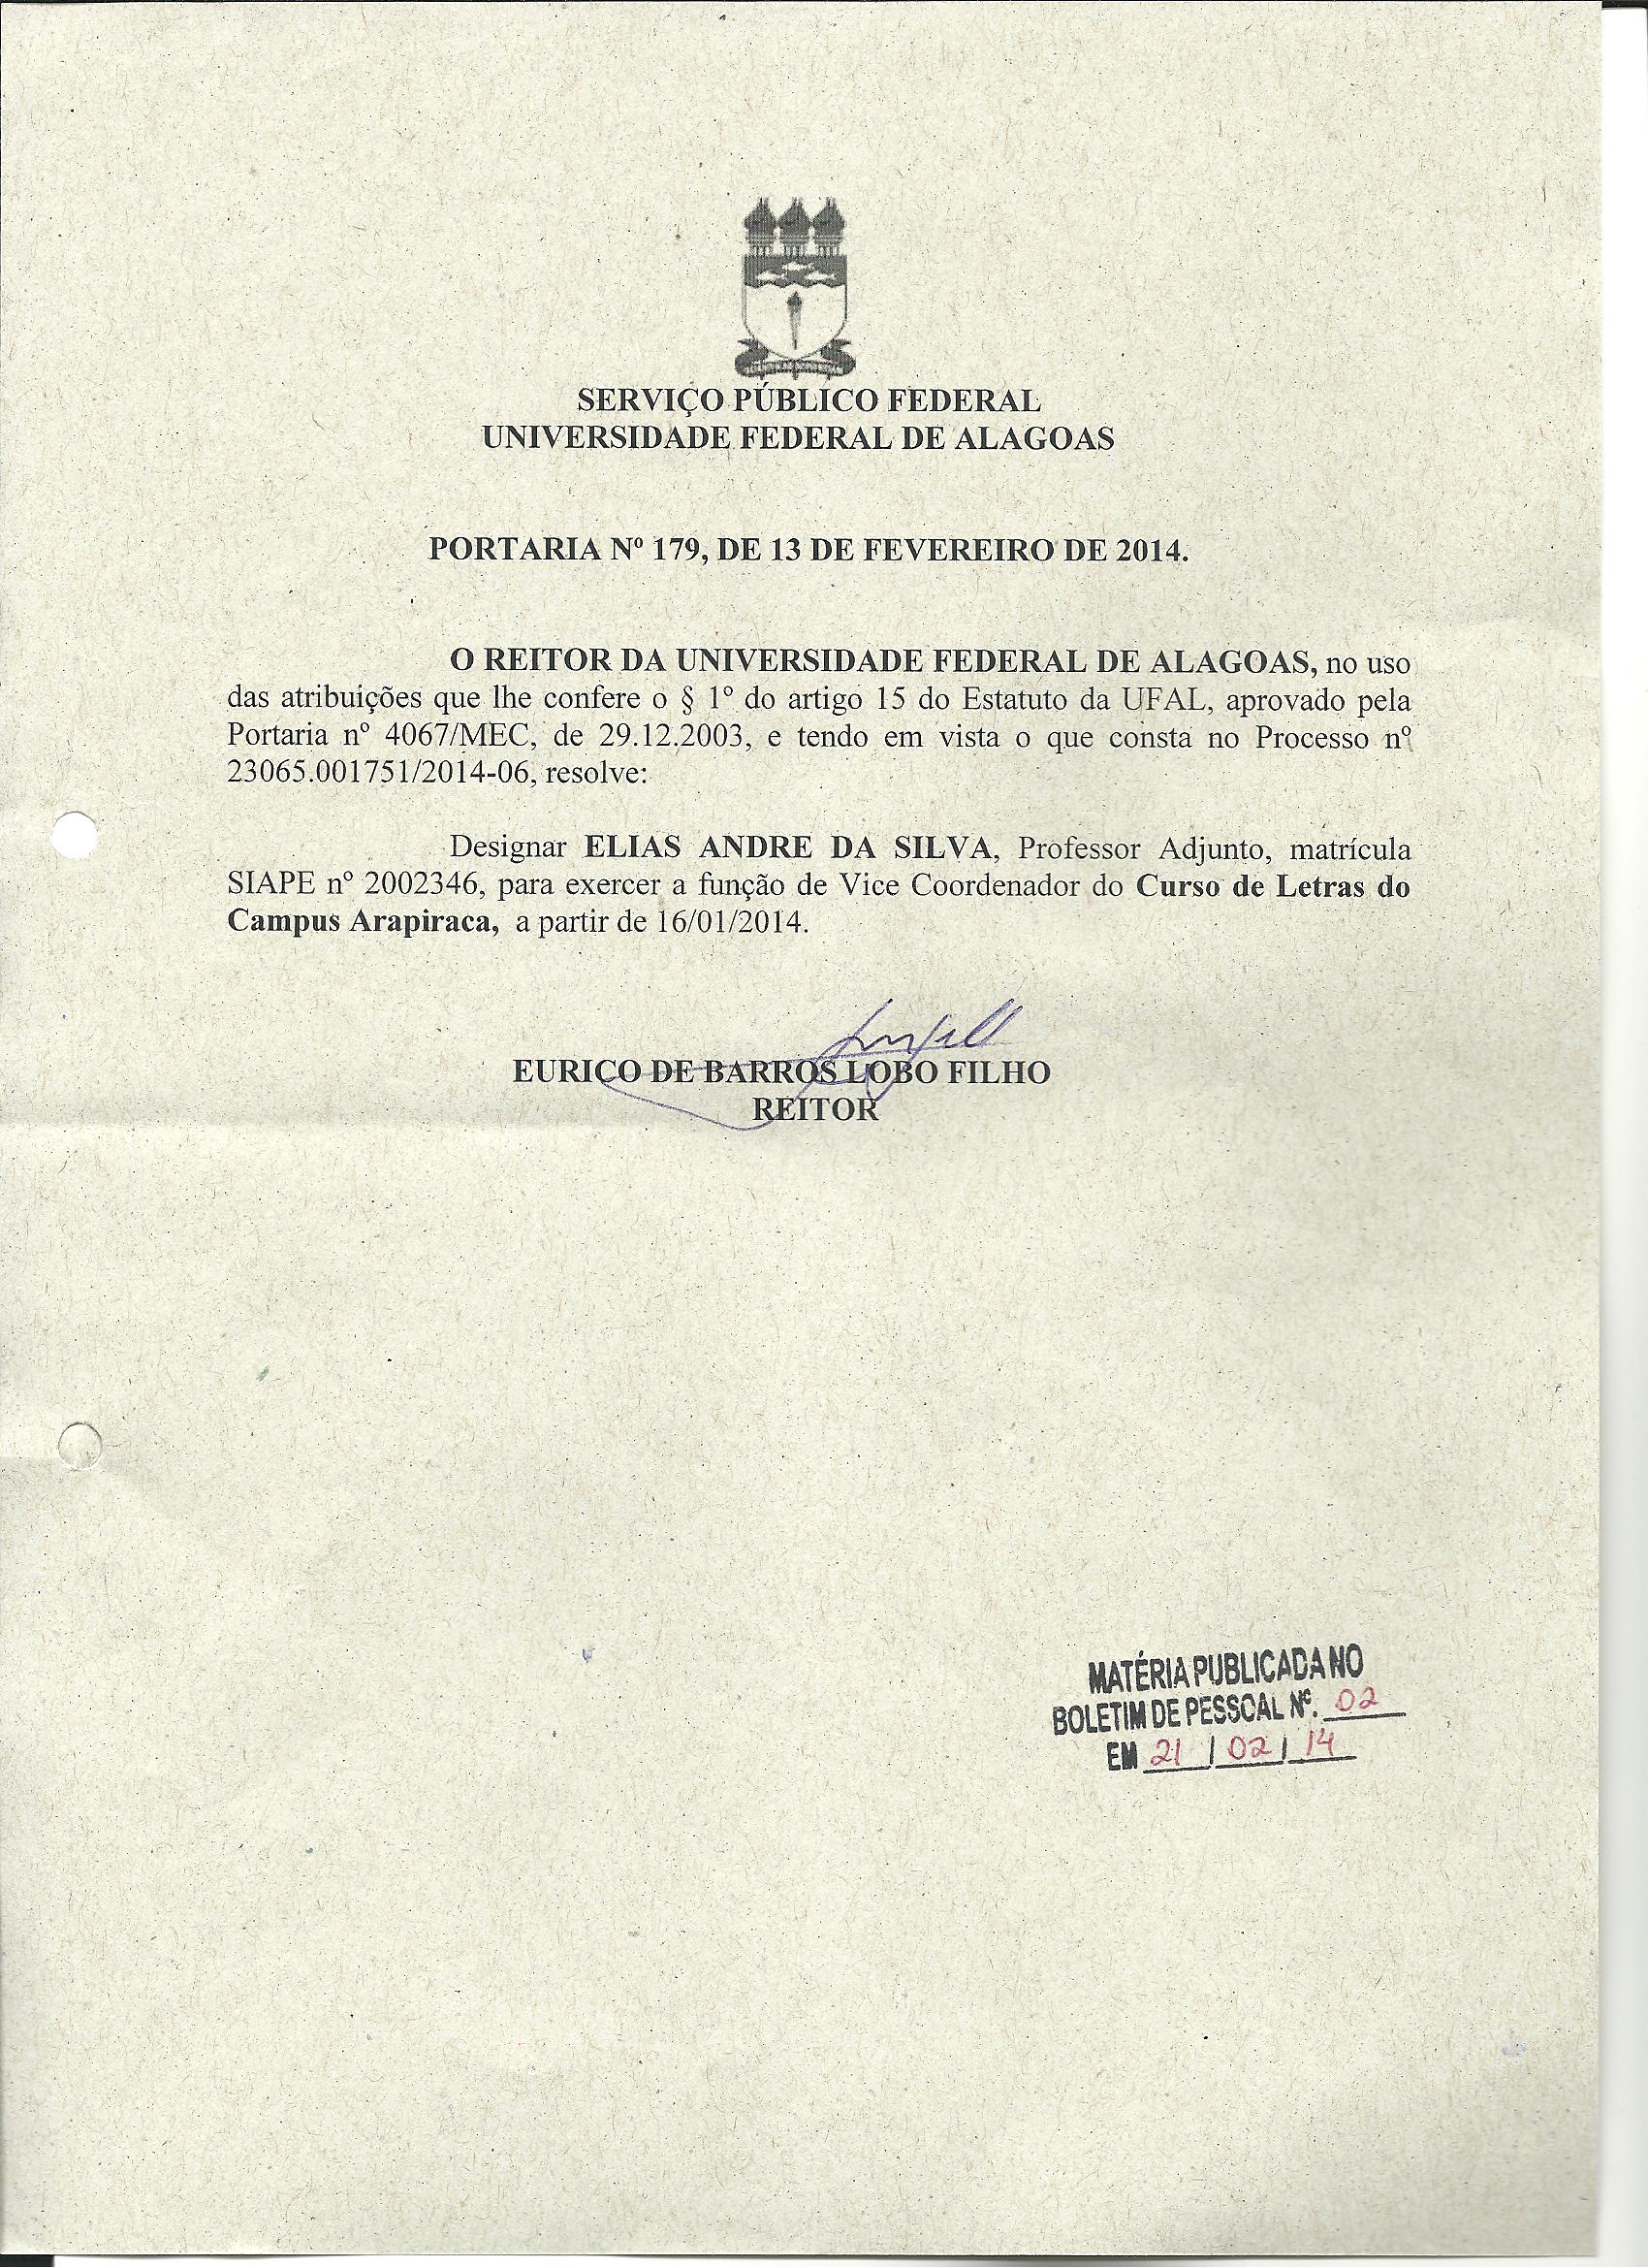 SERVIÇO PÚBLICO FEDERAL
UNIVERSIDADE FEDERAL DE ALAGOAS
PORTARIA Nº 179, DE 13 DE FEVEREIRO DE 2014.
O REITOR DA UNIVERSIDADE FEDERAL DE ALAGOAS, no uso
das atribuições que lhe confere o § 1º do artigo 15 do Estatuto da UFAL, aprovado pela
Portaria nº 4067/MEC, de 29.12.2003, e tendo em vista o que consta no Processo nº
23065.001751/2014-06, resolve:
Designar ELIAS ANDRE DA SILVA, Professor Adjunto, matrícula
SIAPE nº 2002346, para exercer a função de Vice Coordenador do Curso de Letras do
Campus Arapiraca, a partir de 16/01/2014.
EURICO DE BARROS LOBO FILHO
REITOR
MATÉRIA PUBLICADA NO
BOLETIM DE PESSOAL Nº. 02
EM 21 / 02 / 14